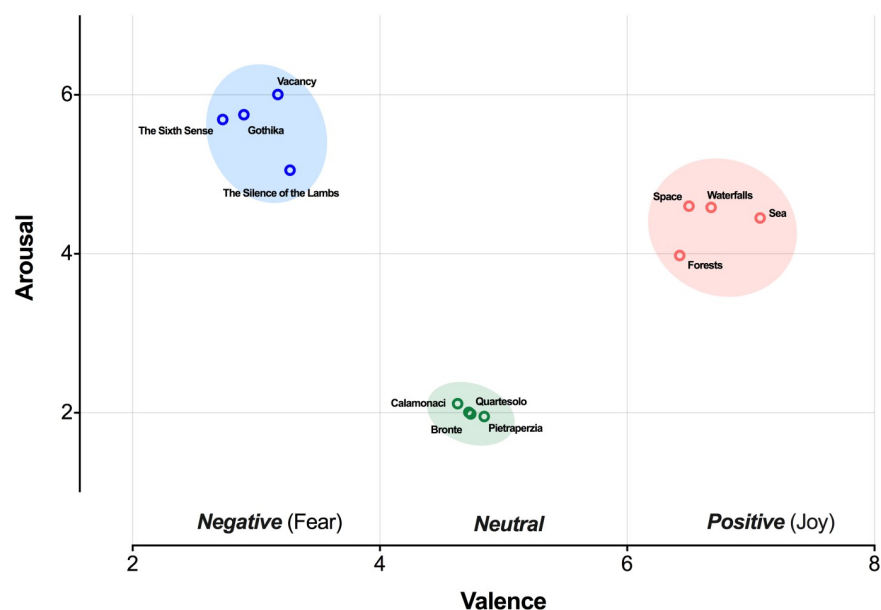 Vacancy
6
The Sixth Sense
Gothika
The Silence of the Lambs
Space
Waterfalls
Sea
Forests
4
Arousal
Calamonaci
Quartesolo
Bronte
Pietraperzia
2
Negative (Fear)
Neutral
Positive (Joy)
2
4
6
8
Valence